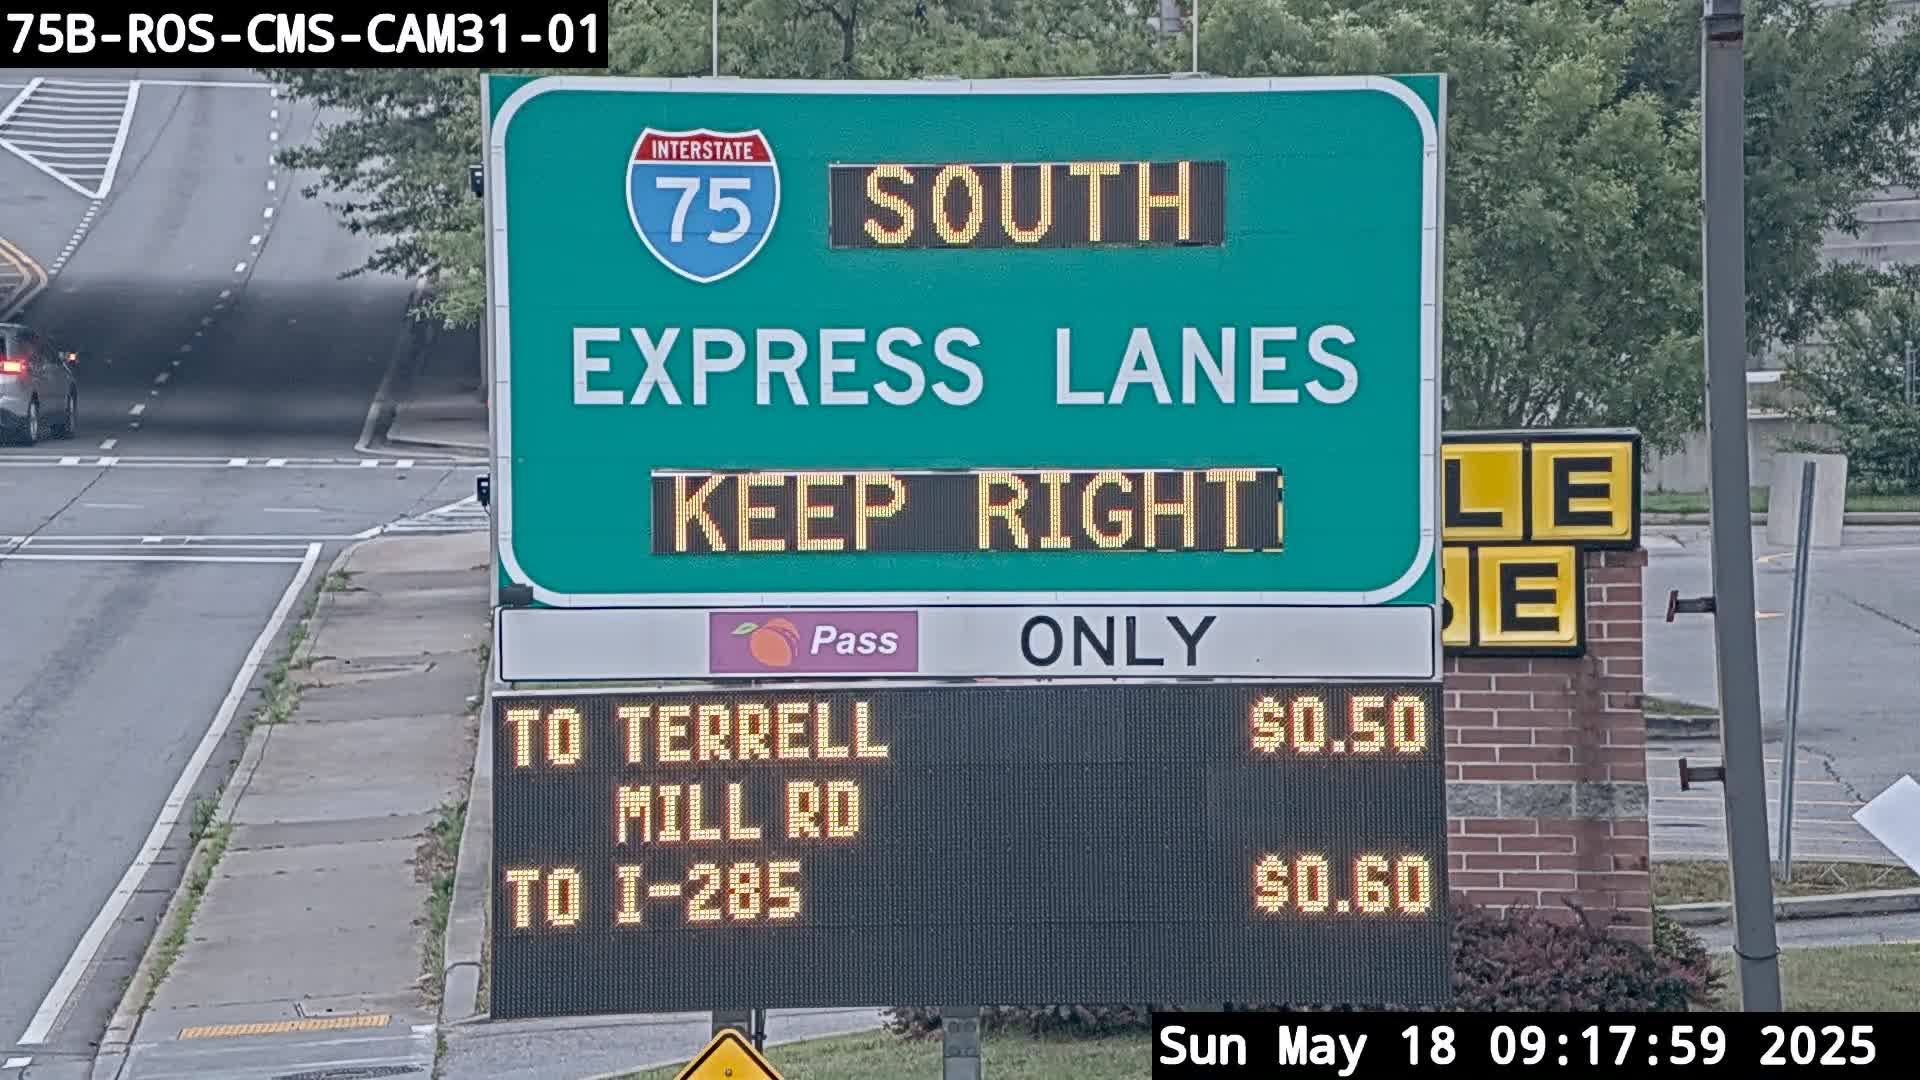 75B-ROS-CMS-CAM31-01
INTERSTATE
75
SOUTH
EXPRESS LANES
KEEP RIGHT
Pass ONLY
TO TERRELL $0.50
MILL RD
TO I-285 $0.60
LE
E
Sun May 18 09:17:59 2025